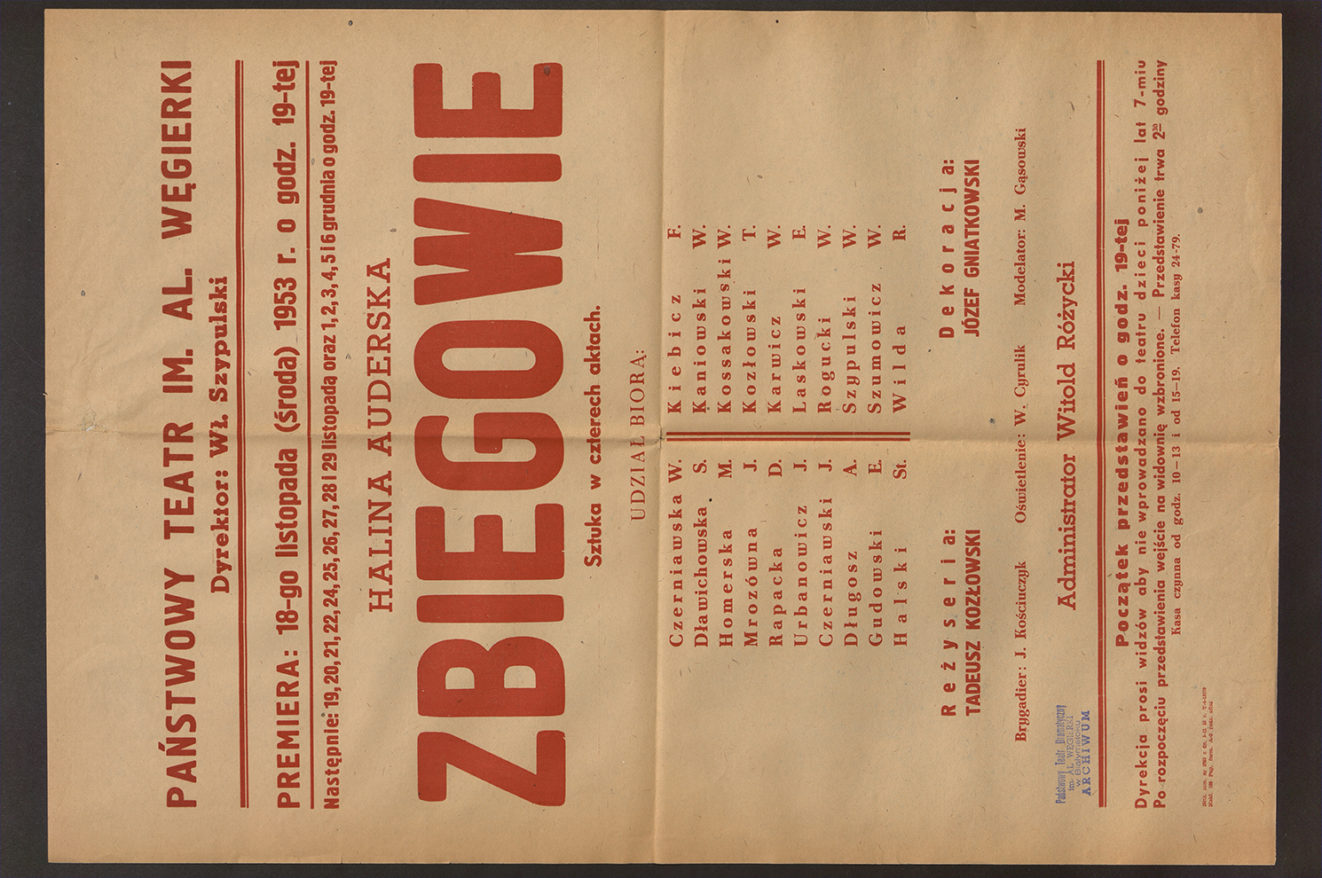 PAŃSTWOWY TEATR IM. AL. WĘGIERKI
Dyrektor: Wł. Szypulski
PREMIERA: 18-go listopada (środa) 1953 r. o godz. 19-tej
Następnie: 19, 20, 21, 22, 24, 25, 26, 27, 28 i 29 listopada oraz 1, 2, 3, 4, 5 i 6 grudnia o godz. 19-tej
HALINA AUDERSKA
ZBIEGOWIE
Sztuka w czterech aktach.
UDZIAŁ BIORĄ:
Czerniawska W.
Dławichowska S.
Homerska M.
Mrozówna J.
Rapacka D.
Urbanowicz J.
Czerniawski J.
Długosz A.
Gudowski E.
Halski St.
Kiebicz F.
Kaniowski W.
Kossakowski W.
Kozłowski T.
Karwicz W.
Laskowski E.
Rogucki W.
Szypulski W.
Szumowicz W.
Wilda R.
Reżyseria:
TADEUSZ KOZŁOWSKI
Dekoracja:
JÓZEF GNIATKOWSKI
Brygadier: J. Kościuczyk Oświetlenie: W. Cyrulik Modelator: M. Gąsowski
Administrator Witold Różycki
Państwowy Teatr Dramatyczny
im. AL. WĘGIERKI
w Białymstoku
ARCHIWUM
Początek przedstawień o godz. 19-tej
Dyrekcja prosi widzów aby nie wprowadzano do teatru dzieci poniżej lat 7-miu
Po rozpoczęciu przedstawienia wejście na widownię wzbronione. — Przedstawienie trwa 2³⁰ godziny
Kasa czynna od godz. 10—13 i od 15—19. Telefon kasy 24-79.